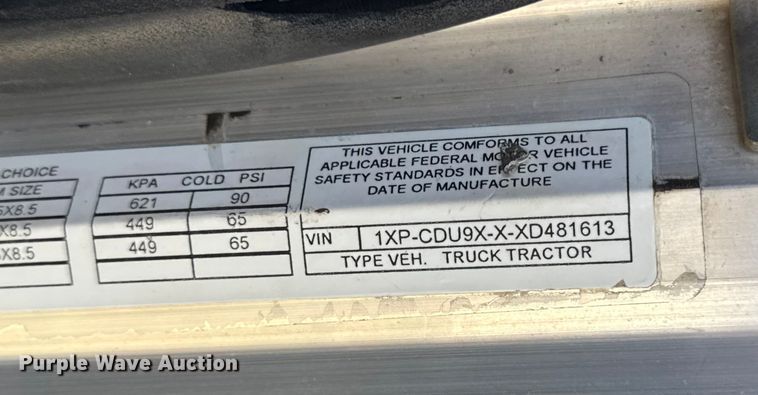 CHOICE
M SIZE
X8.5
X8.5
X8.5
KPA COLD PSI
621 90
449 65
449 65
THIS VEHICLE COMFORMS TO ALL
APPLICABLE FEDERAL MOTOR VEHICLE
SAFETY STANDARDS IN EFFECT ON THE
DATE OF MANUFACTURE
VIN 1XP-CDU9X-X-XD481613
TYPE VEH. TRUCK TRACTOR
Purple Wave Auction